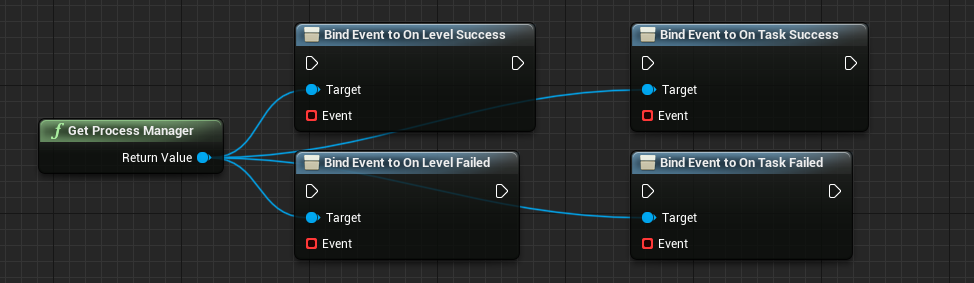 Bind Event to On Level Success
Target
Event
Bind Event to On Task Success
Target
Event
f Get Process Manager
Return Value
Bind Event to On Level Failed
Target
Event
Bind Event to On Task Failed
Target
Event